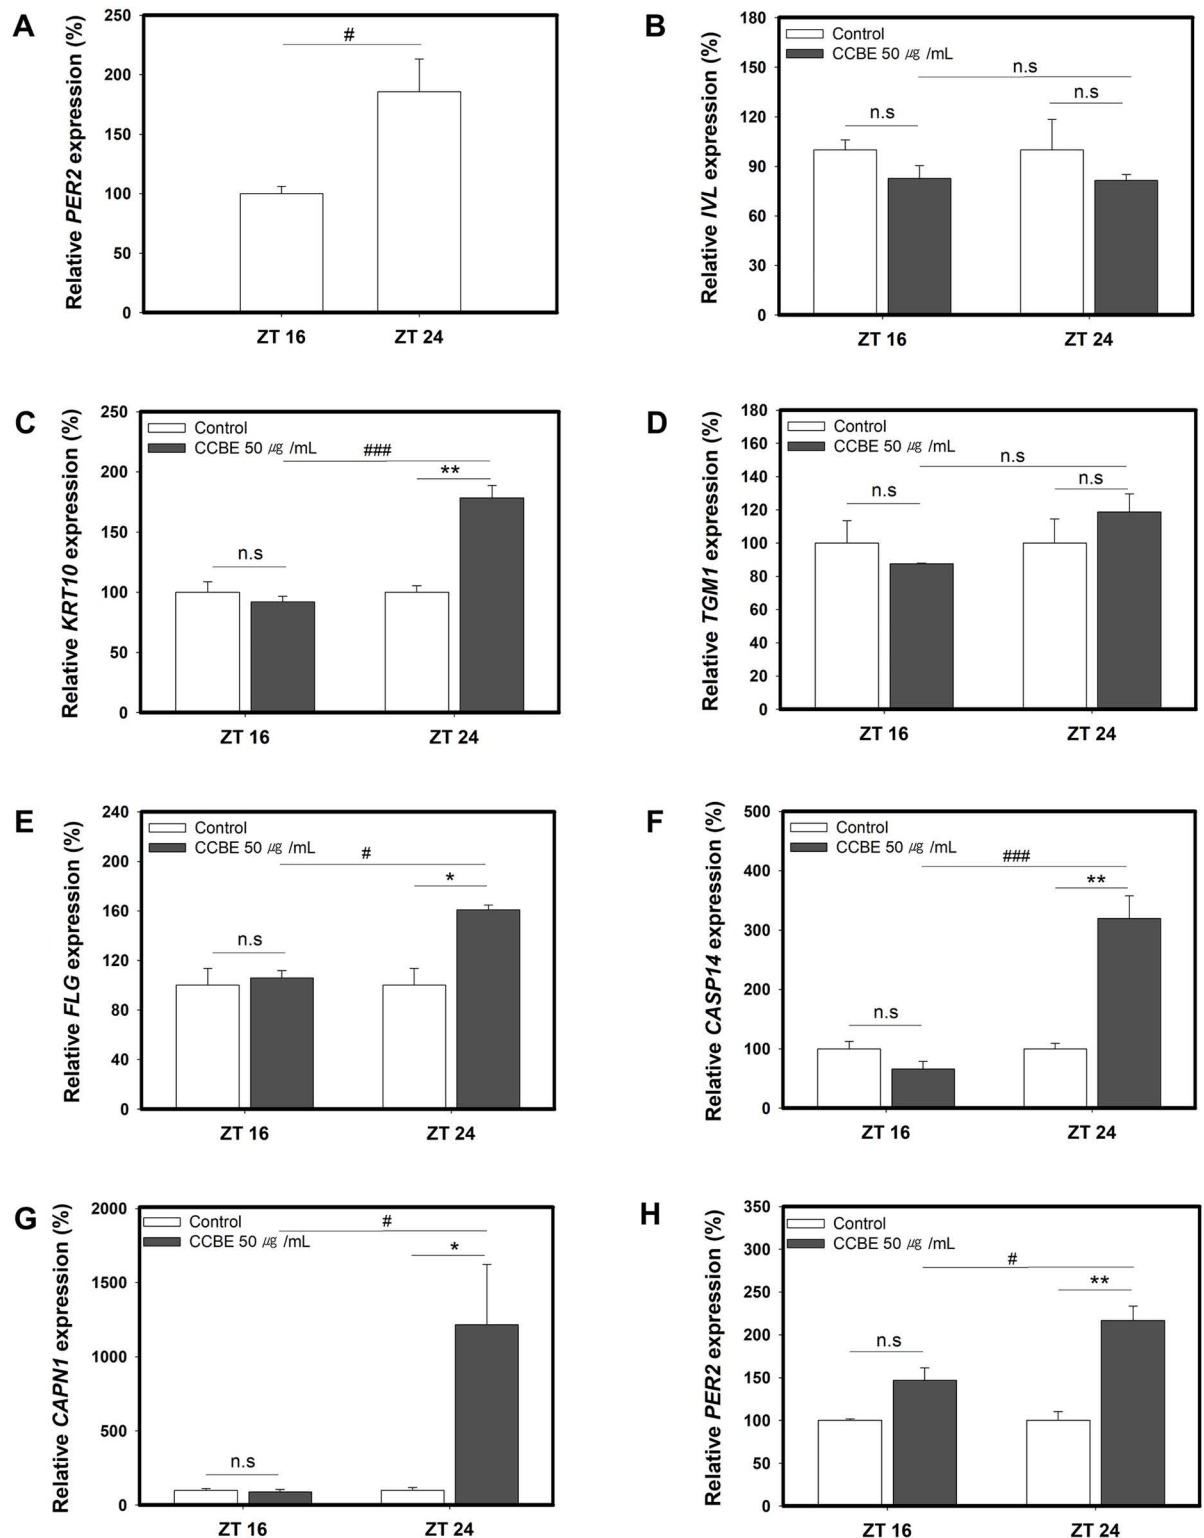 A
Relative PER2 expression (%)
250
200
150
100
50
0
#
ZT 16
ZT 24
B
Relative IVL expression (%)
180
150
120
90
60
30
0
Control
CCBE 50 ㎍ /mL
n.s
n.s
n.s
ZT 16
ZT 24
C
Relative KRT10 expression (%)
250
200
150
100
50
0
Control
CCBE 50 ㎍ /mL
###
**
n.s
ZT 16
ZT 24
D
Relative TGM1 expression (%)
180
160
140
120
100
80
60
40
20
0
Control
CCBE 50 ㎍ /mL
n.s
n.s
n.s
ZT 16
ZT 24
E
Relative FLG expression (%)
240
200
160
120
80
40
0
Control
CCBE 50 ㎍ /mL
#
*
n.s
ZT 16
ZT 24
F
Relative CASP14 expression (%)
500
400
300
200
100
0
Control
CCBE 50 ㎍ /mL
###
**
n.s
ZT 16
ZT 24
G
Relative CAPN1 expression (%)
2000
1500
1000
500
0
Control
CCBE 50 ㎍ /mL
#
*
n.s
ZT 16
ZT 24
H
Relative PER2 expression (%)
350
300
250
200
150
100
50
0
Control
CCBE 50 ㎍ /mL
#
**
n.s
ZT 16
ZT 24